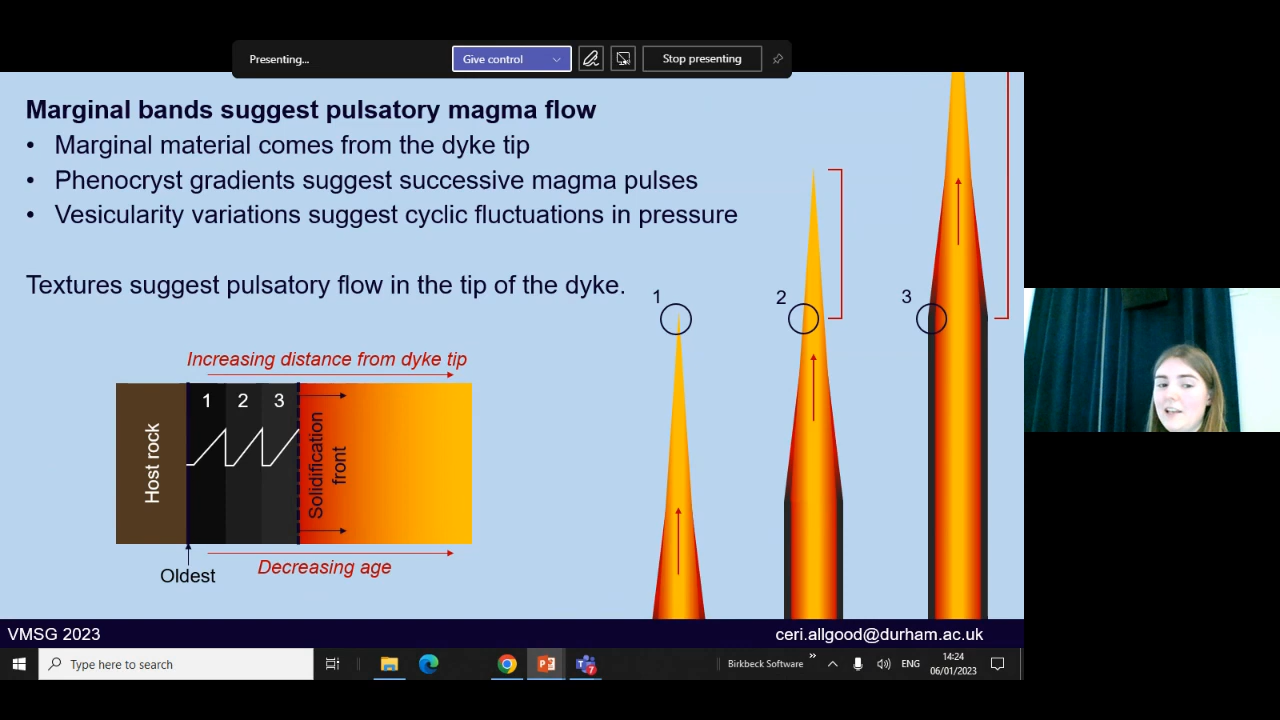 Presenting...
Give control
Stop presenting
Marginal bands suggest pulsatory magma flow
• Marginal material comes from the dyke tip
• Phenocryst gradients suggest successive magma pulses
• Vesicularity variations suggest cyclic fluctuations in pressure
Textures suggest pulsatory flow in the tip of the dyke.
1
2
3
Increasing distance from dyke tip
1 2 3
Host rock
Solidification
front
Oldest
Decreasing age
VMSG 2023
ceri.allgood@durham.ac.uk
Type here to search
Birkbeck Software
»
ENG
14:24
06/01/2023
7